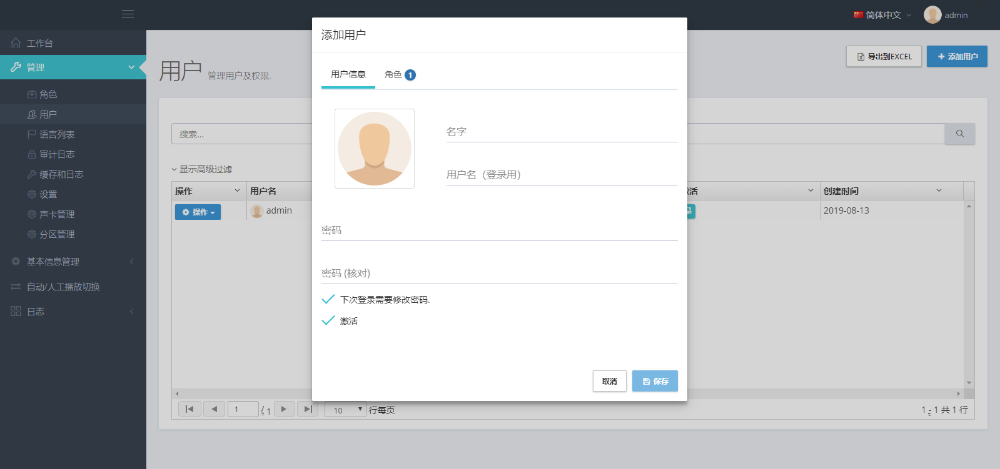 简体中文
admin
工作台
管理
角色
用户
语言列表
审计日志
缓存和日志
设置
声卡管理
分区管理
基本信息管理
自动/人工播放切换
日志
用户 管理用户及权限.
导出到EXCEL
添加用户
搜索...
显示高级过滤
操作 用户名 激活 创建时间
操作 admin 是 2019-08-13
1 / 1 10 行每页
1 - 1 共 1 行
添加用户
用户信息 角色 1
名字
用户名（登录用）
密码
密码 (核对)
下次登录需要修改密码.
激活
取消 保存